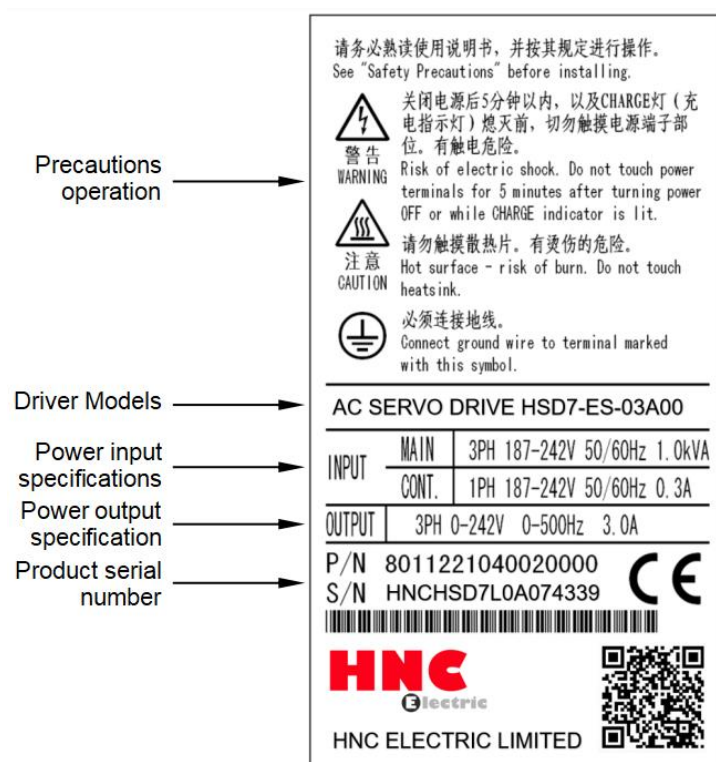 请务必熟读使用说明书，并按其规定进行操作。
See "Safety Precautions" before installing.
关闭电源后5分钟以内，以及CHARGE灯（充
电指示灯）熄灭前，切勿触摸电源端子部
位。有触电危险。
警告
WARNING
Risk of electric shock. Do not touch power
terminals for 5 minutes after turning power
OFF or while CHARGE indicator is lit.
请勿触摸散热片。有烫伤的危险。
注意
CAUTION
Hot surface - risk of burn. Do not touch
heatsink.
必须连接地线。
Connect ground wire to terminal marked
with this symbol.
Precautions
operation
Driver Models
AC SERVO DRIVE HSD7-ES-03A00
Power input
specifications
INPUT MAIN 3PH 187-242V 50/60Hz 1.0kVA
CONT. 1PH 187-242V 50/60Hz 0.3A
Power output
specification
OUTPUT 3PH 0-242V 0-500Hz 3.0A
Product serial
number
P/N 8011221040020000
S/N HNCHSD7L0A074339
CE
HNC
Electric
HNC ELECTRIC LIMITED